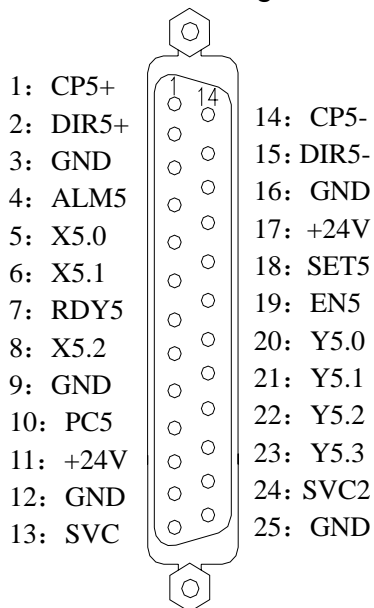 1: CP5+
2: DIR5+
3: GND
4: ALM5
5: X5.0
6: X5.1
7: RDY5
8: X5.2
9: GND
10: PC5
11: +24V
12: GND
13: SVC
1
14
14: CP5-
15: DIR5-
16: GND
17: +24V
18: SET5
19: EN5
20: Y5.0
21: Y5.1
22: Y5.2
23: Y5.3
24: SVC2
25: GND